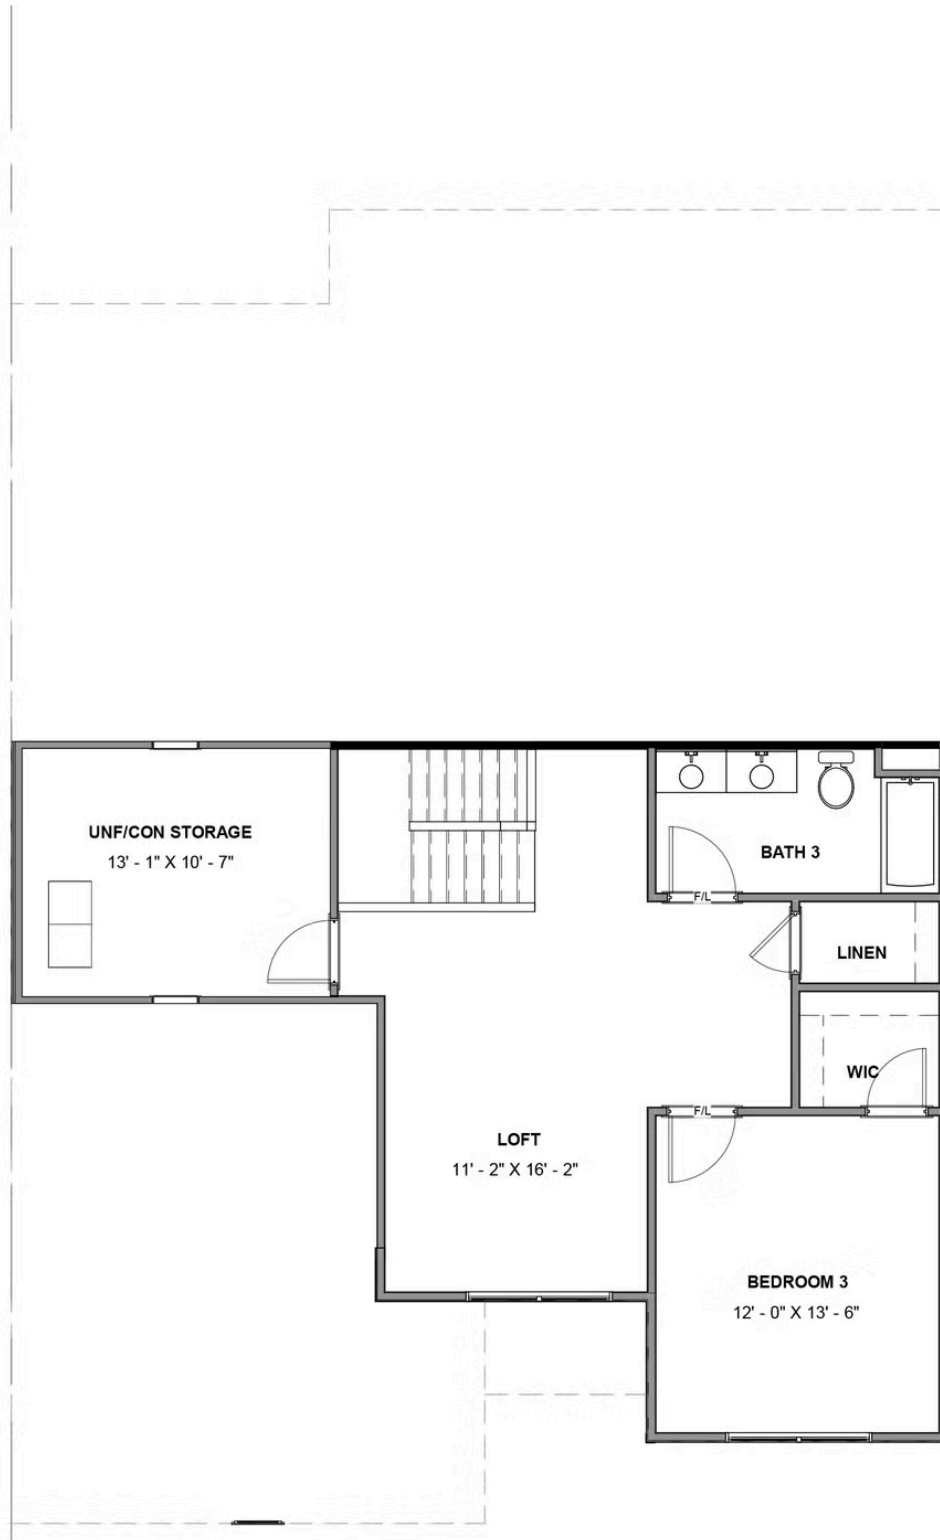 UNF/CON STORAGE
13' - 1" X 10' - 7"
BATH 3
F/L
LINEN
WIC
F/L
LOFT
11' - 2" X 16' - 2"
BEDROOM 3
12' - 0" X 13' - 6"